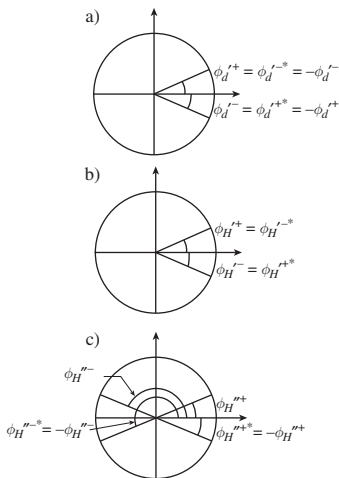 a)
ϕ_d′⁺ = ϕ_d′⁻* = −ϕ_d′⁻
ϕ_d′⁻ = ϕ_d′⁺* = −ϕ_d′⁺
b)
ϕ_H′⁺ = ϕ_H′⁻*
ϕ_H′⁻ = ϕ_H′⁺*
c)
ϕ_H″⁻
ϕ_H″⁺
ϕ_H″⁻* = −ϕ_H″⁻
ϕ_H″⁺* = −ϕ_H″⁺